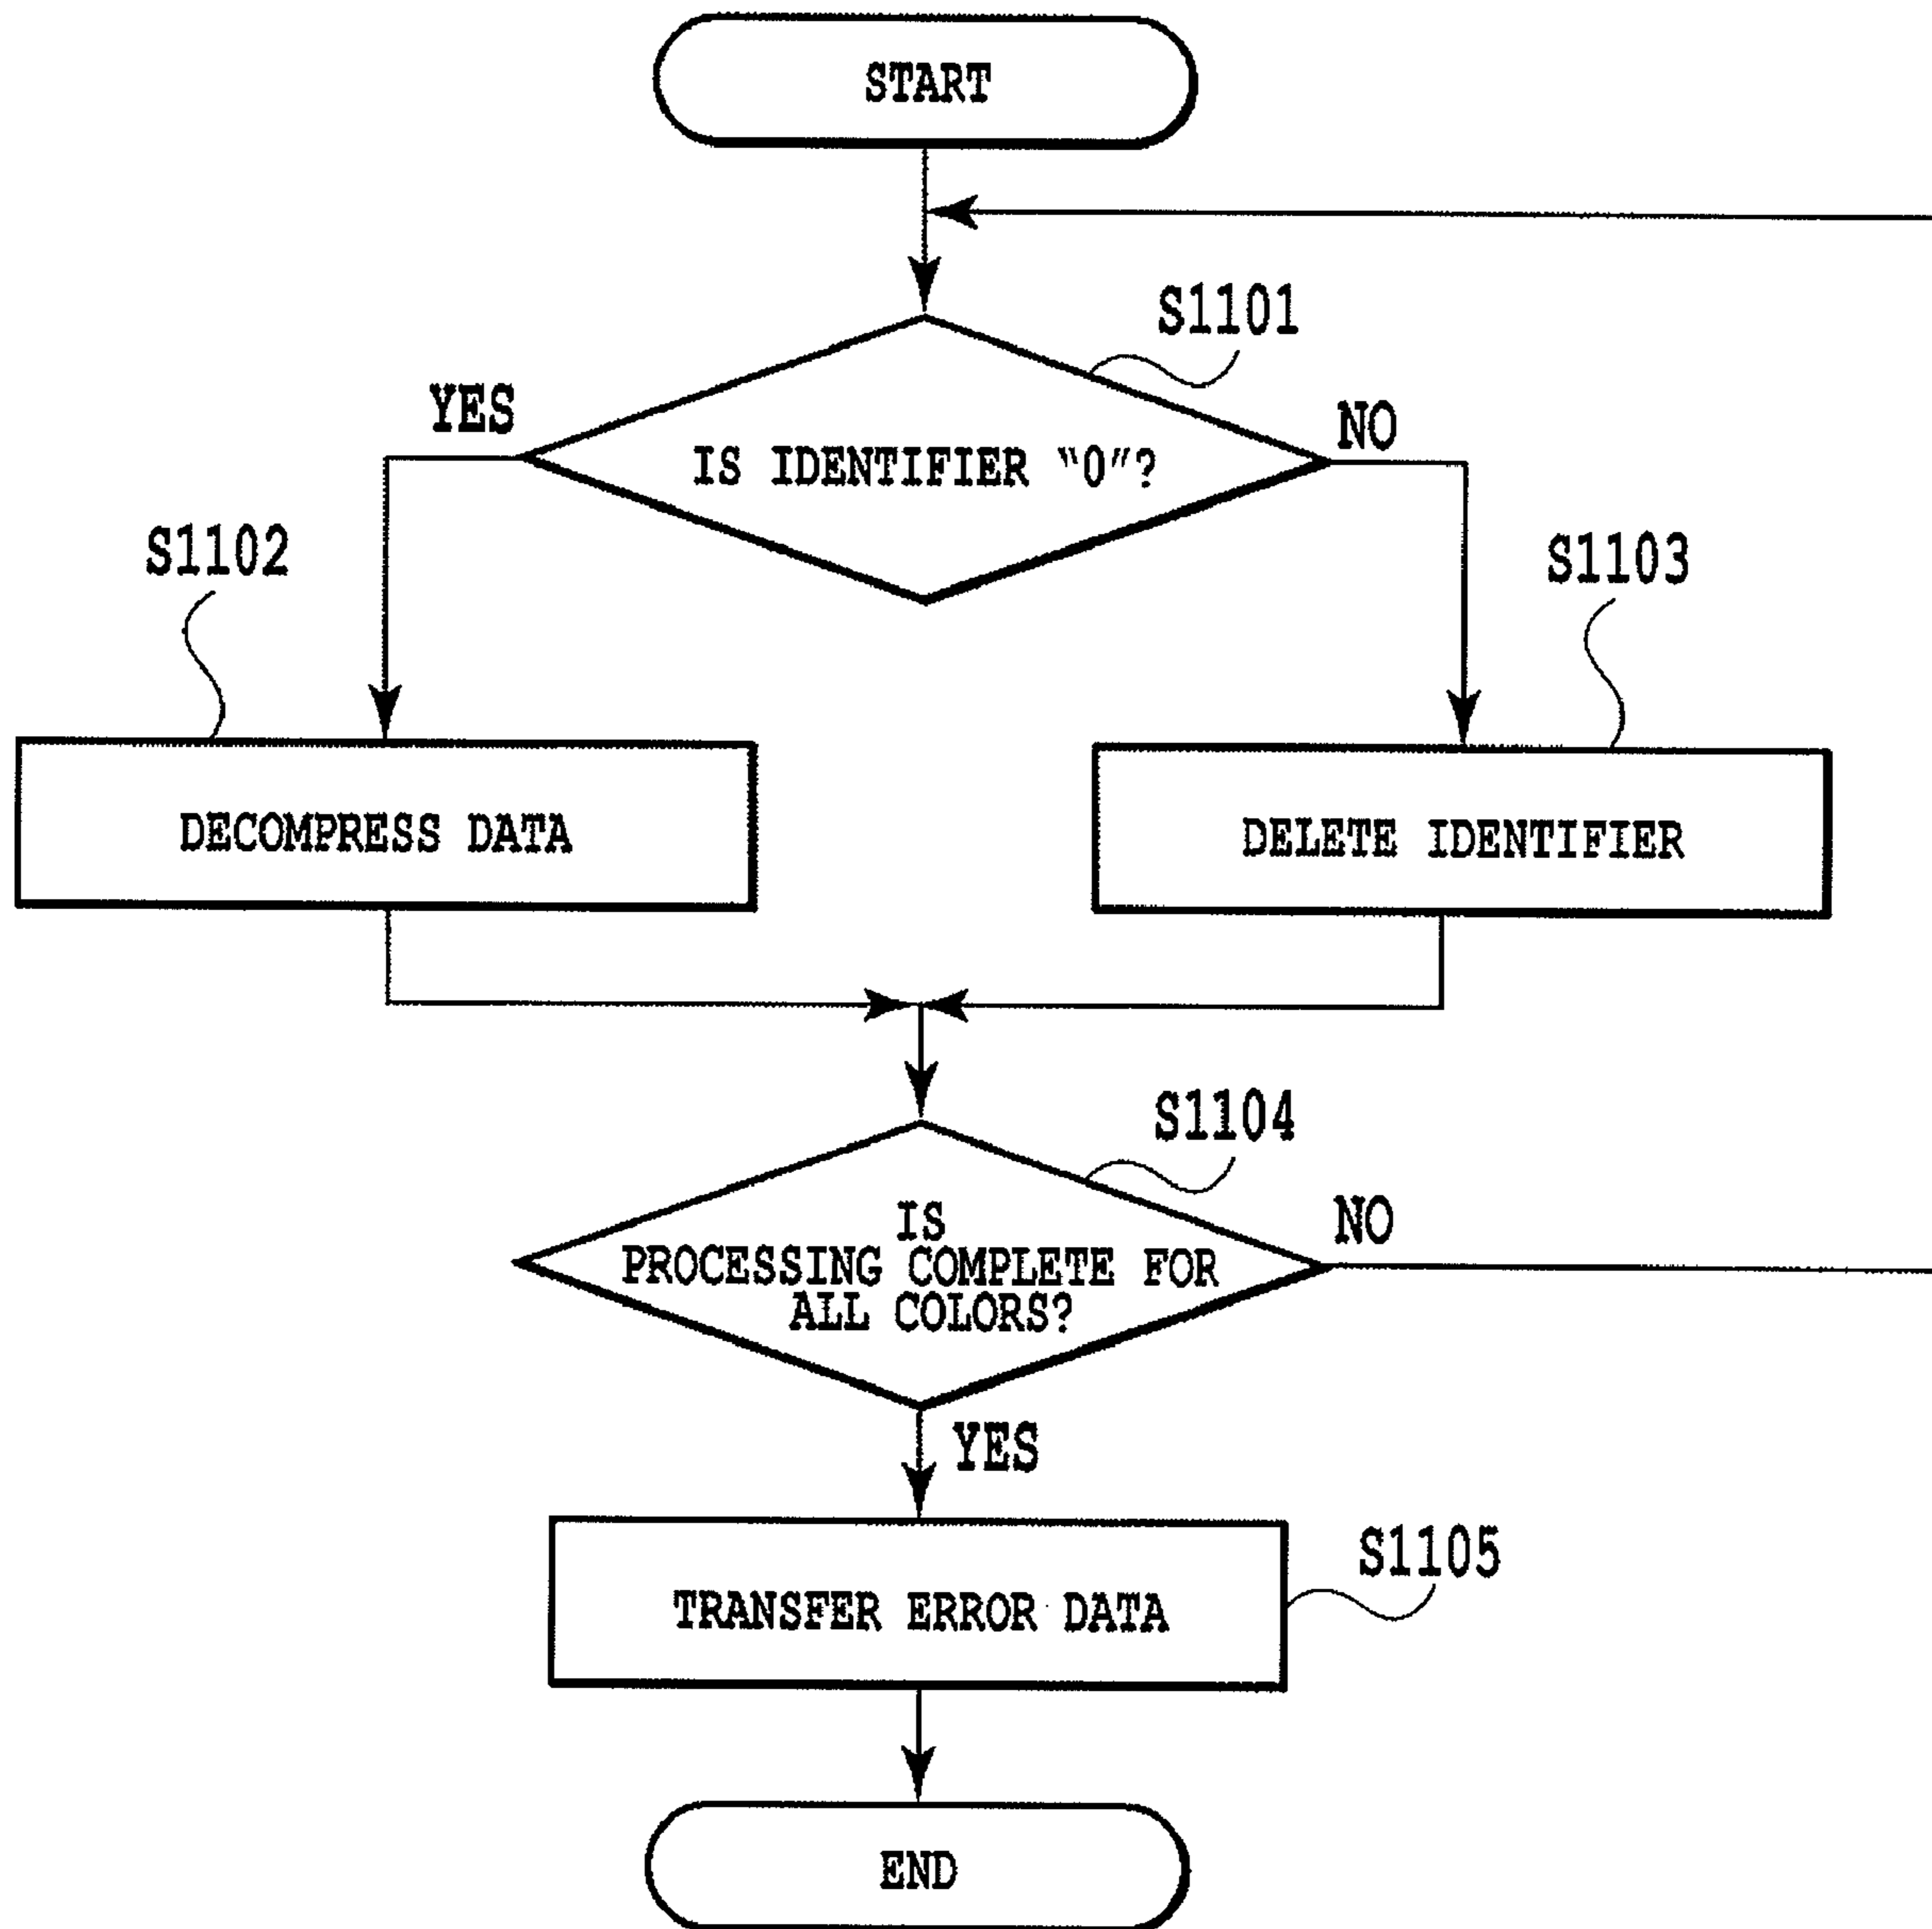 START
S1101
YES
NO
IS IDENTIFIER "0"?
S1102
S1103
DECOMPRESS DATA
DELETE IDENTIFIER
S1104
IS
PROCESSING COMPLETE FOR
ALL COLORS?
NO
YES
TRANSFER ERROR DATA
S1105
END